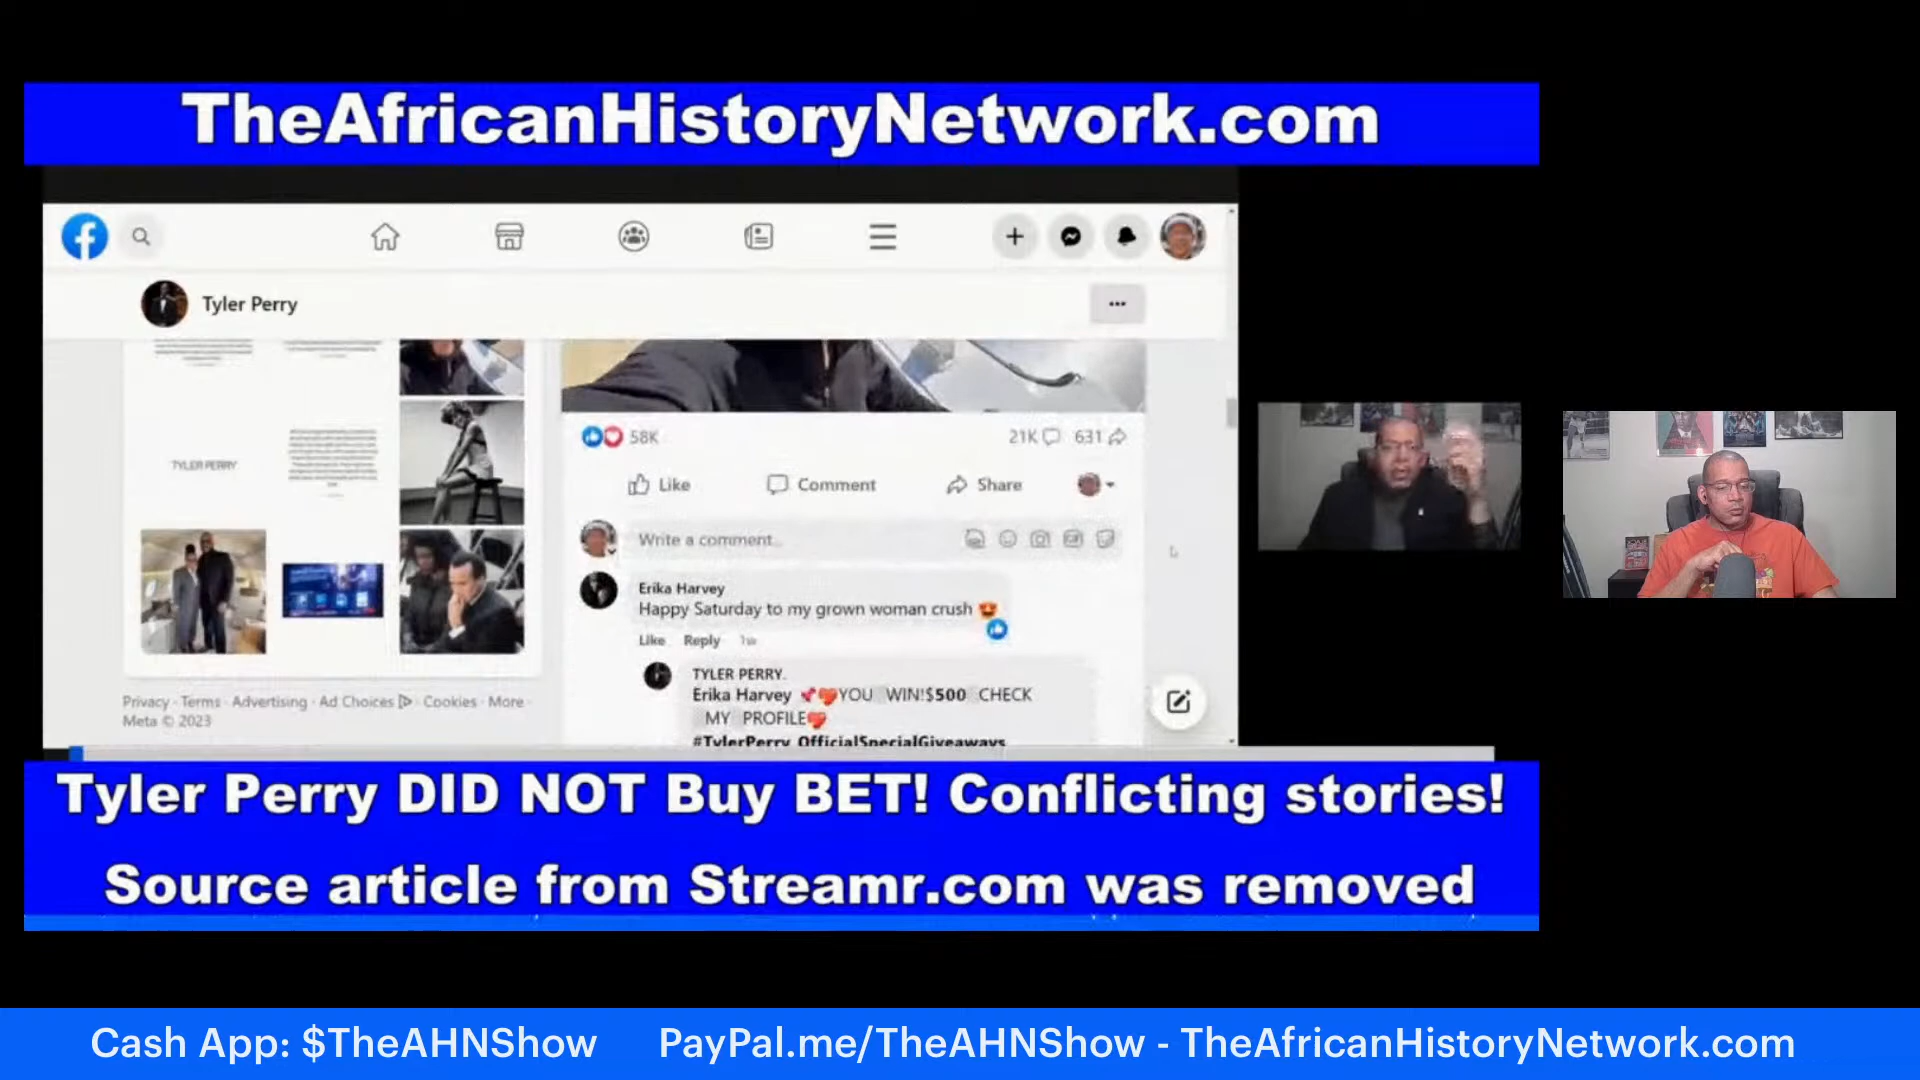 TheAfricanHistoryNetwork.com
Tyler Perry
...
TYLER PERRY
58K
21K
631
Like
Comment
Share
Write a comment...
Erika Harvey
Happy Saturday to my grown woman crush
Like Reply 1w
TYLER PERRY.
Erika Harvey YOU WIN!$500 CHECK
MY PROFILE
#TylerPerry OfficialSpecialGiveaways
Privacy · Terms · Advertising · Ad Choices · Cookies · More ·
Meta © 2023
Tyler Perry DID NOT Buy BET! Conflicting stories!
Source article from Streamr.com was removed
Cash App: $TheAHNShow PayPal.me/TheAHNShow - TheAfricanHistoryNetwork.com